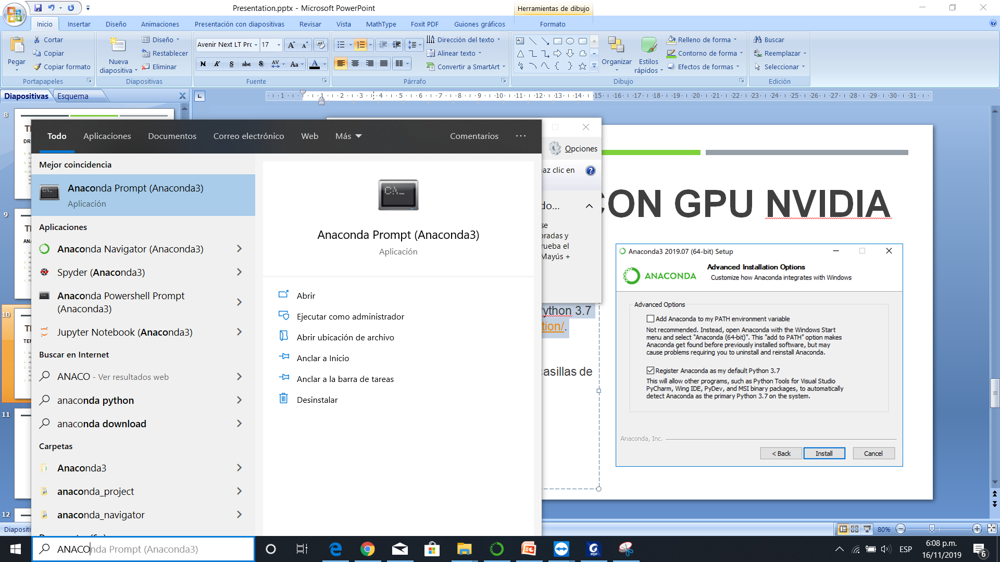 Presentation.pptx - Microsoft PowerPoint
Herramientas de dibujo
Inicio
Insertar
Diseño
Animaciones
Presentación con diapositivas
Revisar
Vista
MathType
Foxit PDF
Guiones gráficos
Formato
Pegar
Cortar
Copiar
Copiar formato
Portapapeles
Nueva
diapositiva
Diseño
Restablecer
Eliminar
Diapositivas
Avenir Next LT Prc
17
Fuente
Dirección del texto
Alinear texto
Convertir a SmartArt
Párrafo
Organizar
Estilos
rápidos
Relleno de forma
Contorno de forma
Efectos de formas
Dibujo
Buscar
Reemplazar
Seleccionar
Edición
Diapositivas
Esquema
8
9
10
11
12
Todo
Aplicaciones
Documentos
Correo electrónico
Web
Más
Comentarios
Mejor coincidencia
Anaconda Prompt (Anaconda3)
Aplicación
Aplicaciones
Anaconda Navigator (Anaconda3)
Spyder (Anaconda3)
Anaconda Powershell Prompt
(Anaconda3)
Jupyter Notebook (Anaconda3)
Buscar en Internet
ANACO - Ver resultados web
anaconda python
anaconda download
Carpetas
Anaconda3
anaconda_project
anaconda_navigator
Anaconda Prompt (Anaconda3)
Aplicación
Abrir
Ejecutar como administrador
Abrir ubicación de archivo
Anclar a Inicio
Anclar a la barra de tareas
Desinstalar
Opciones
az clic en
do...
se
oradas y
rueba el
Mayús +
CON GPU NVIDIA
ython 3.7
tion/.
casillas de
Anaconda3 2019.07 (64-bit) Setup
ANACONDA
Advanced Installation Options
Customize how Anaconda integrates with Windows
Advanced Options
Add Anaconda to my PATH environment variable
Not recommended. Instead, open Anaconda with the Windows Start
menu and select "Anaconda (64-bit)". This "add to PATH" option makes
Anaconda get found before previously installed software, but may
cause problems requiring you to uninstall and reinstall Anaconda.
Register Anaconda as my default Python 3.7
This will allow other programs, such as Python Tools for Visual Studio
PyCharm, Wing IDE, PyDev, and MSI binary packages, to automatically
detect Anaconda as the primary Python 3.7 on the system.
Anaconda, Inc.
< Back
Install
Cancel
Diapositi
80%
ANACOnda Prompt (Anaconda3)
ESP
6:08 p.m.
16/11/2019
6